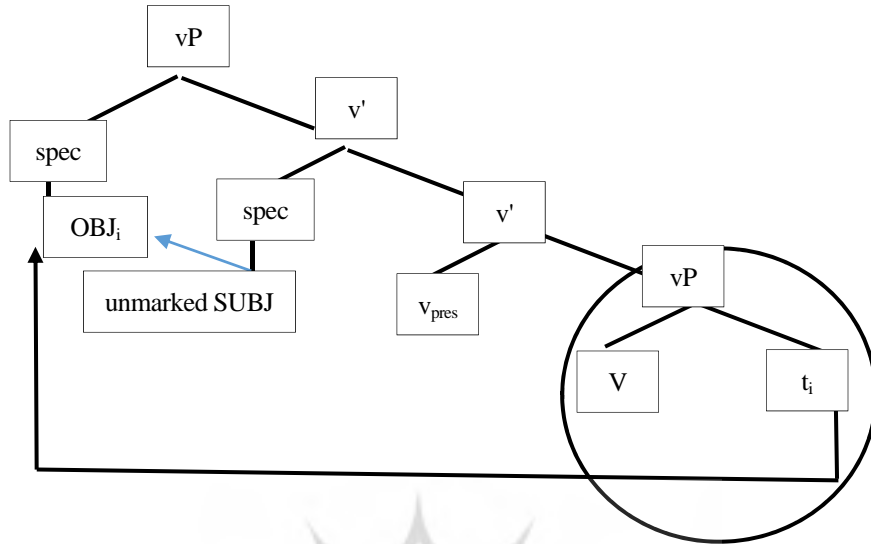 vP
v'
spec
spec
v'
OBJi
vP
unmarked SUBJ
vpres
V
ti